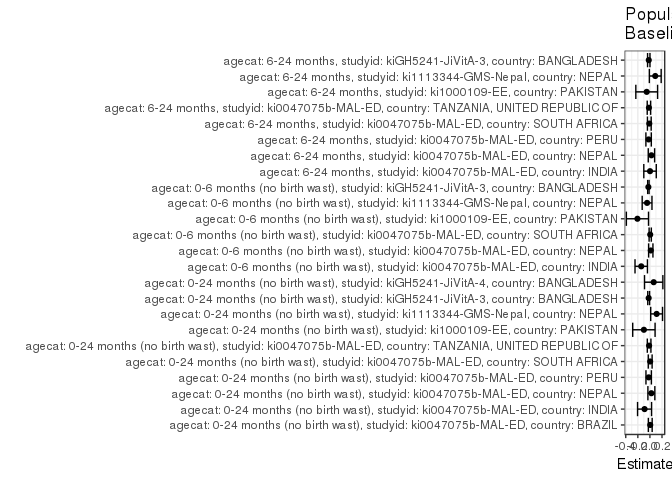 Popul
Baseli
agecat: 6-24 months, studyid: kiGH5241-JiVitA-3, country: BANGLADESH
agecat: 6-24 months, studyid: ki1113344-GMS-Nepal, country: NEPAL
agecat: 6-24 months, studyid: ki1000109-EE, country: PAKISTAN
agecat: 6-24 months, studyid: ki0047075b-MAL-ED, country: TANZANIA, UNITED REPUBLIC OF
agecat: 6-24 months, studyid: ki0047075b-MAL-ED, country: SOUTH AFRICA
agecat: 6-24 months, studyid: ki0047075b-MAL-ED, country: PERU
agecat: 6-24 months, studyid: ki0047075b-MAL-ED, country: NEPAL
agecat: 6-24 months, studyid: ki0047075b-MAL-ED, country: INDIA
agecat: 0-6 months (no birth wast), studyid: kiGH5241-JiVitA-3, country: BANGLADESH
agecat: 0-6 months (no birth wast), studyid: ki1113344-GMS-Nepal, country: NEPAL
agecat: 0-6 months (no birth wast), studyid: ki1000109-EE, country: PAKISTAN
agecat: 0-6 months (no birth wast), studyid: ki0047075b-MAL-ED, country: SOUTH AFRICA
agecat: 0-6 months (no birth wast), studyid: ki0047075b-MAL-ED, country: NEPAL
agecat: 0-6 months (no birth wast), studyid: ki0047075b-MAL-ED, country: INDIA
agecat: 0-24 months (no birth wast), studyid: kiGH5241-JiVitA-4, country: BANGLADESH
agecat: 0-24 months (no birth wast), studyid: kiGH5241-JiVitA-3, country: BANGLADESH
agecat: 0-24 months (no birth wast), studyid: ki1113344-GMS-Nepal, country: NEPAL
agecat: 0-24 months (no birth wast), studyid: ki1000109-EE, country: PAKISTAN
agecat: 0-24 months (no birth wast), studyid: ki0047075b-MAL-ED, country: TANZANIA, UNITED REPUBLIC OF
agecat: 0-24 months (no birth wast), studyid: ki0047075b-MAL-ED, country: SOUTH AFRICA
agecat: 0-24 months (no birth wast), studyid: ki0047075b-MAL-ED, country: PERU
agecat: 0-24 months (no birth wast), studyid: ki0047075b-MAL-ED, country: NEPAL
agecat: 0-24 months (no birth wast), studyid: ki0047075b-MAL-ED, country: INDIA
agecat: 0-24 months (no birth wast), studyid: ki0047075b-MAL-ED, country: BRAZIL
-0.4 -0.2 0.0 0.2
Estimate